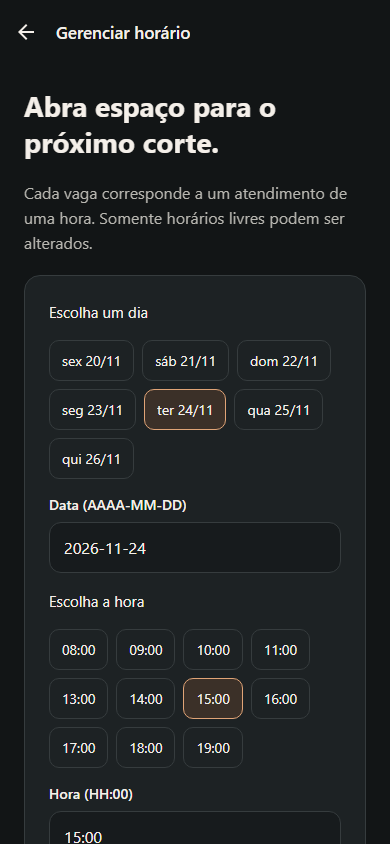 Gerenciar horário
Abra espaço para o
próximo corte.
Cada vaga corresponde a um atendimento de
uma hora. Somente horários livres podem ser
alterados.
Escolha um dia
sex 20/11 sáb 21/11 dom 22/11
seg 23/11 ter 24/11 qua 25/11
qui 26/11
Data (AAAA-MM-DD)
2026-11-24
Escolha a hora
08:00 09:00 10:00 11:00
13:00 14:00 15:00 16:00
17:00 18:00 19:00
Hora (HH:00)
15:00